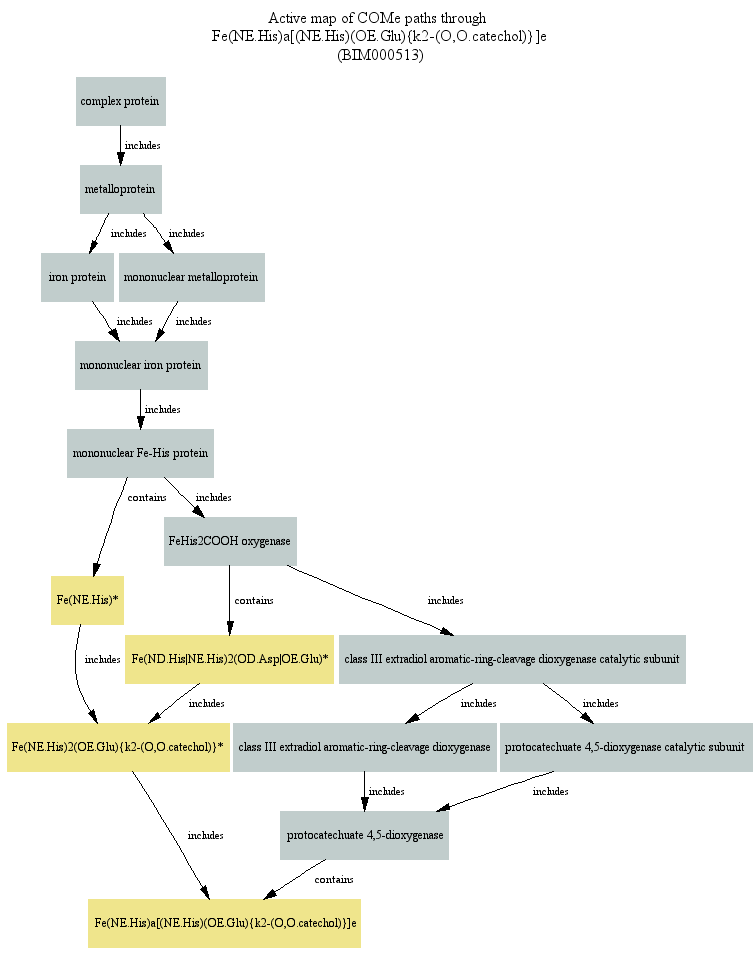 Active map of COMe paths through
Fe(NE.His)a[(NE.His)(OE.Glu){k2-(O,O.catechol)}]e
(BIM000513)
complex protein
includes
metalloprotein
includes
includes
iron protein
mononuclear metalloprotein
includes
includes
mononuclear iron protein
includes
mononuclear Fe-His protein
contains
includes
FeHis2COOH oxygenase
Fe(NE.His)*
contains
includes
includes
Fe(ND.His|NE.His)2(OD.Asp|OE.Glu)*
class III extradiol aromatic-ring-cleavage dioxygenase catalytic subunit
includes
includes
includes
Fe(NE.His)2(OE.Glu){k2-(O,O.catechol)}*
class III extradiol aromatic-ring-cleavage dioxygenase
protocatechuate 4,5-dioxygenase catalytic subunit
includes
includes
includes
protocatechuate 4,5-dioxygenase
contains
Fe(NE.His)a[(NE.His)(OE.Glu){k2-(O,O.catechol)}]e